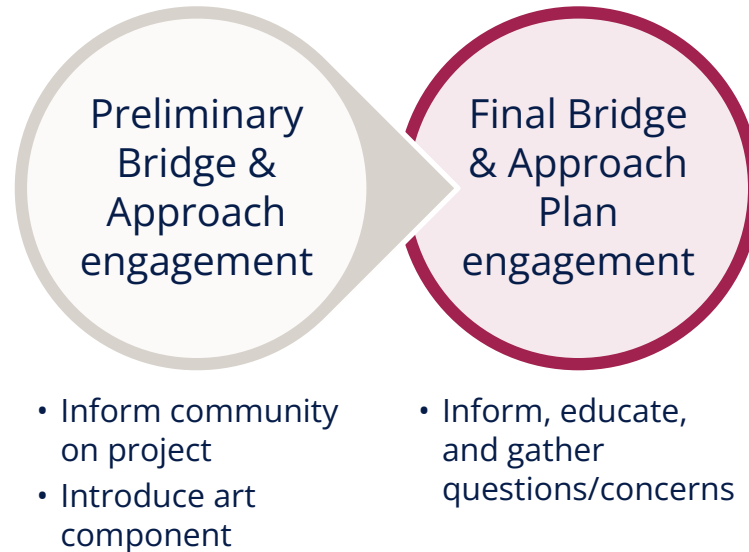 Preliminary
Bridge &
Approach
engagement
Final Bridge
& Approach
Plan
engagement
• Inform community
on project
• Introduce art
component
• Inform, educate,
and gather
questions/concerns